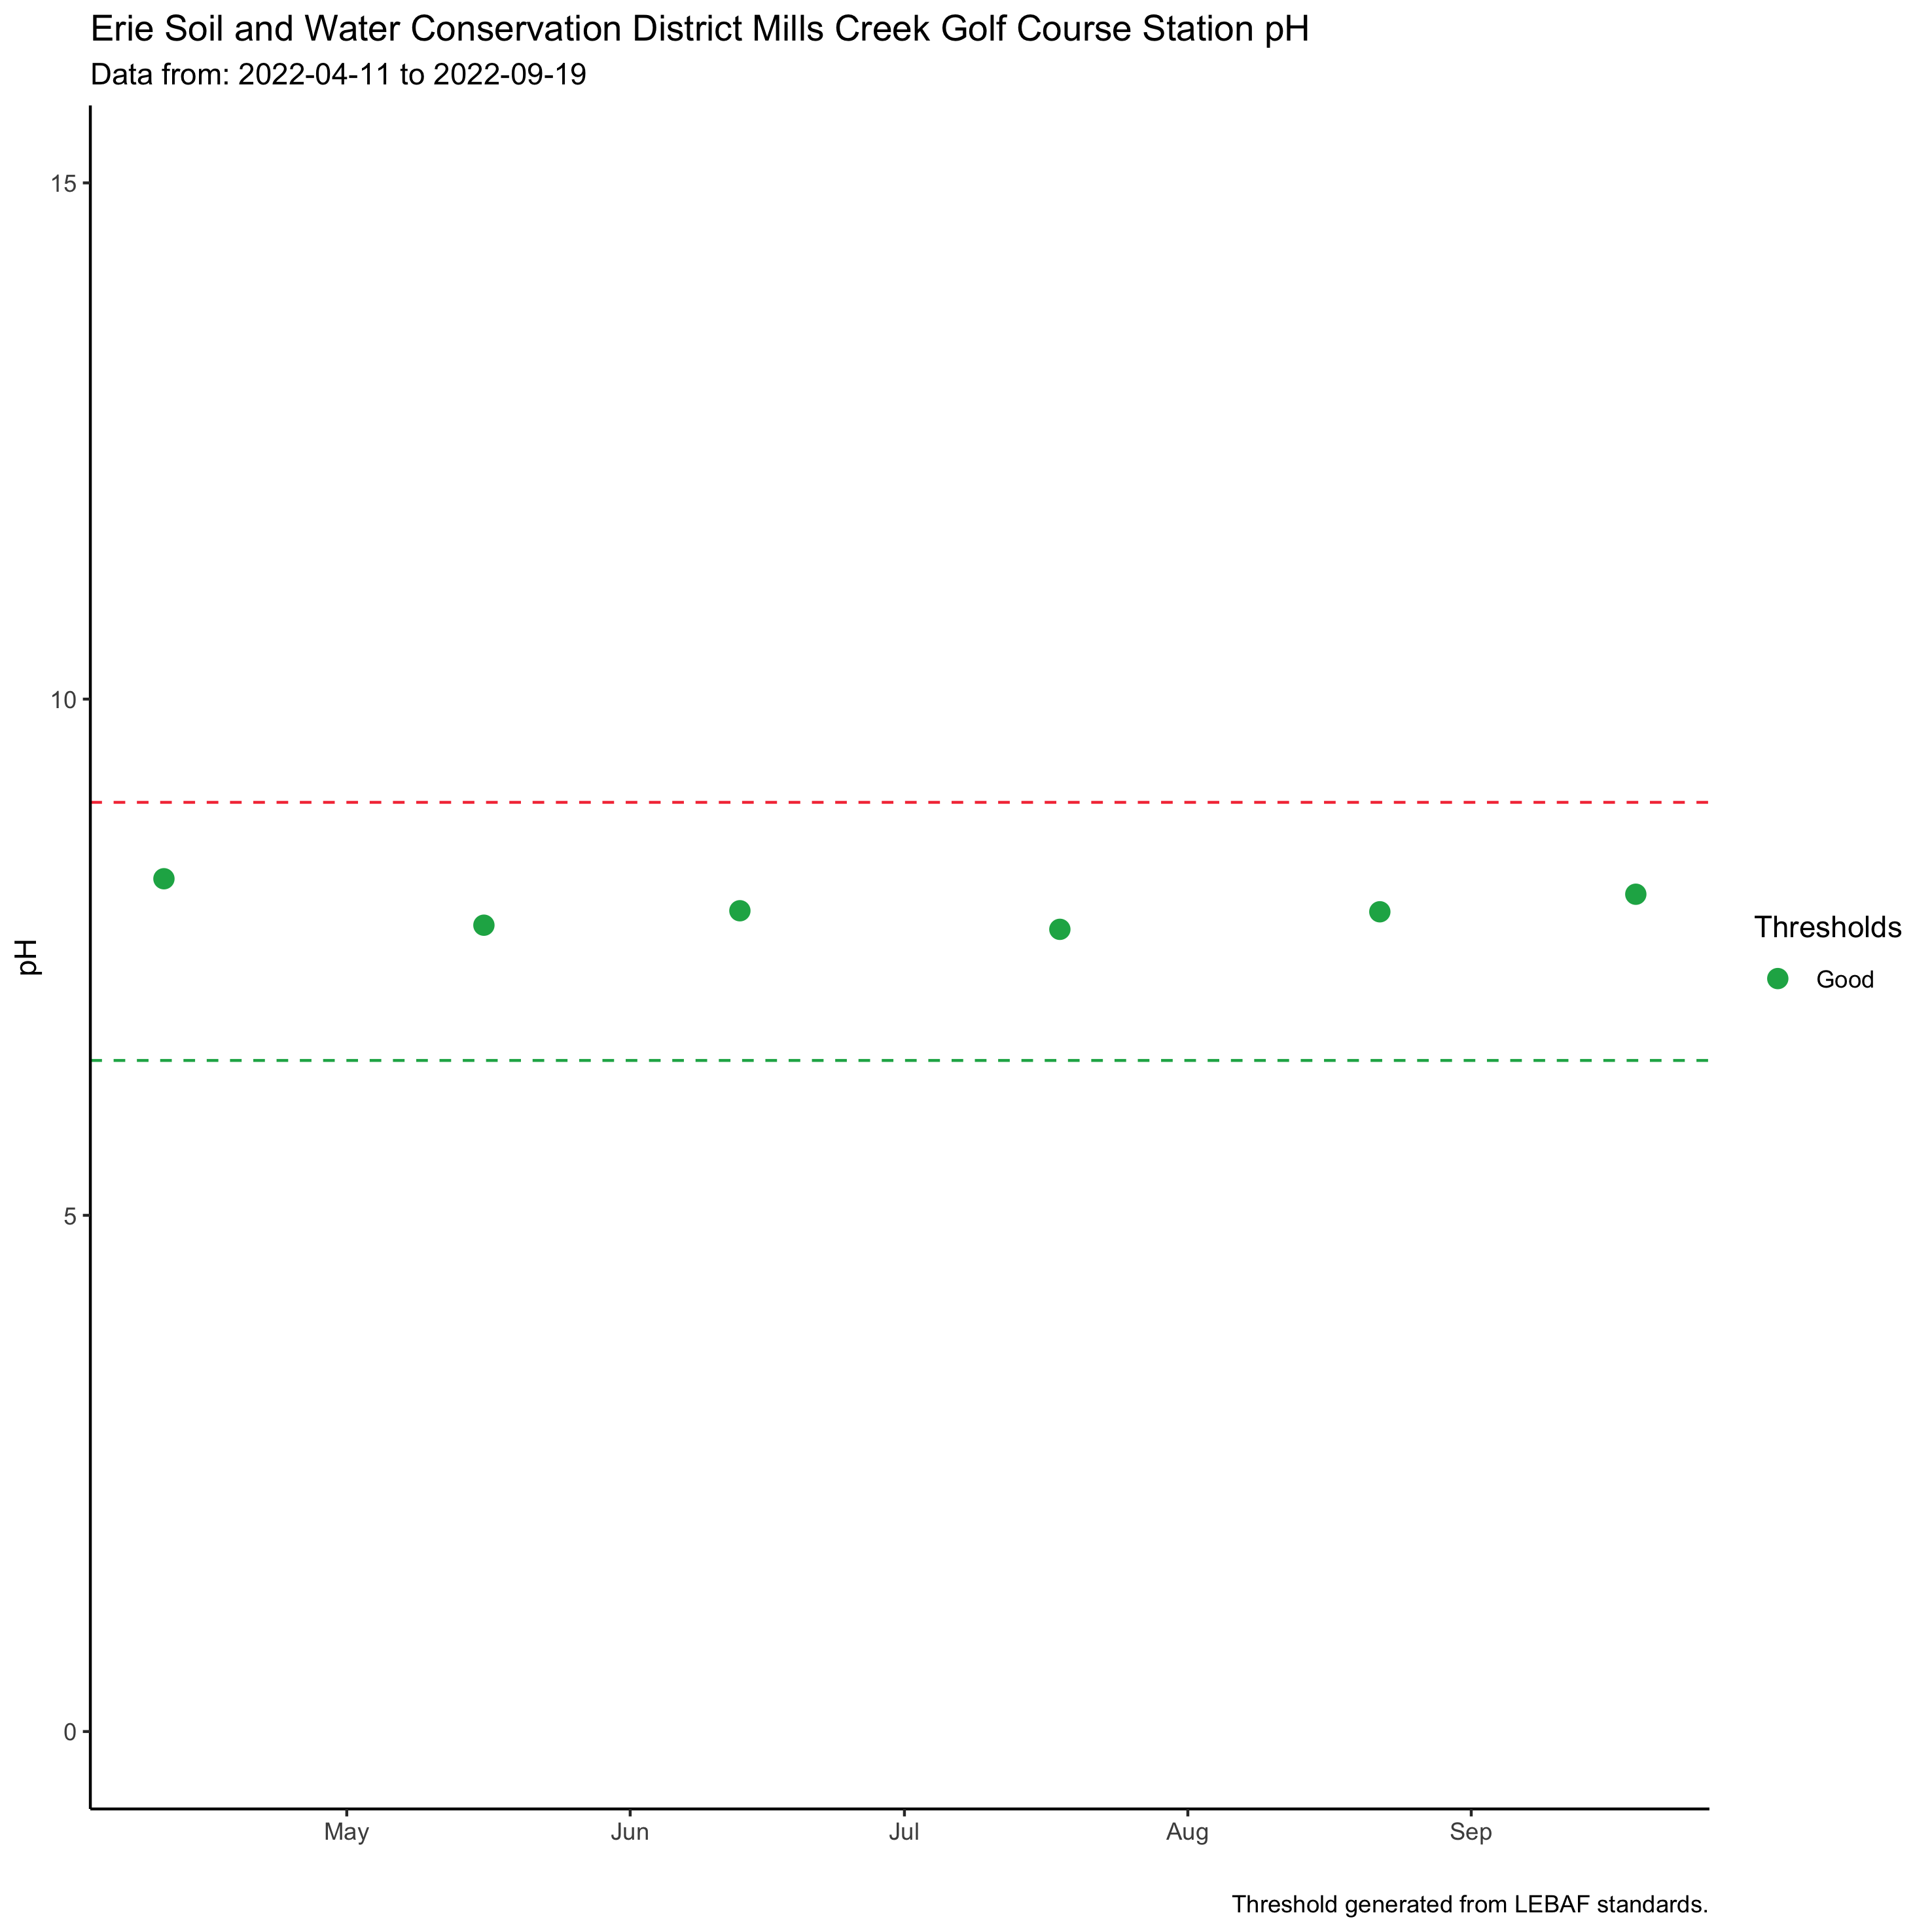 Erie Soil and Water Conservation District Mills Creek Golf Course Station pH
Data from: 2022-04-11 to 2022-09-19
15
10
5
0
pH
Thresholds
Good
May Jun Jul Aug Sep
Threshold generated from LEBAF standards.